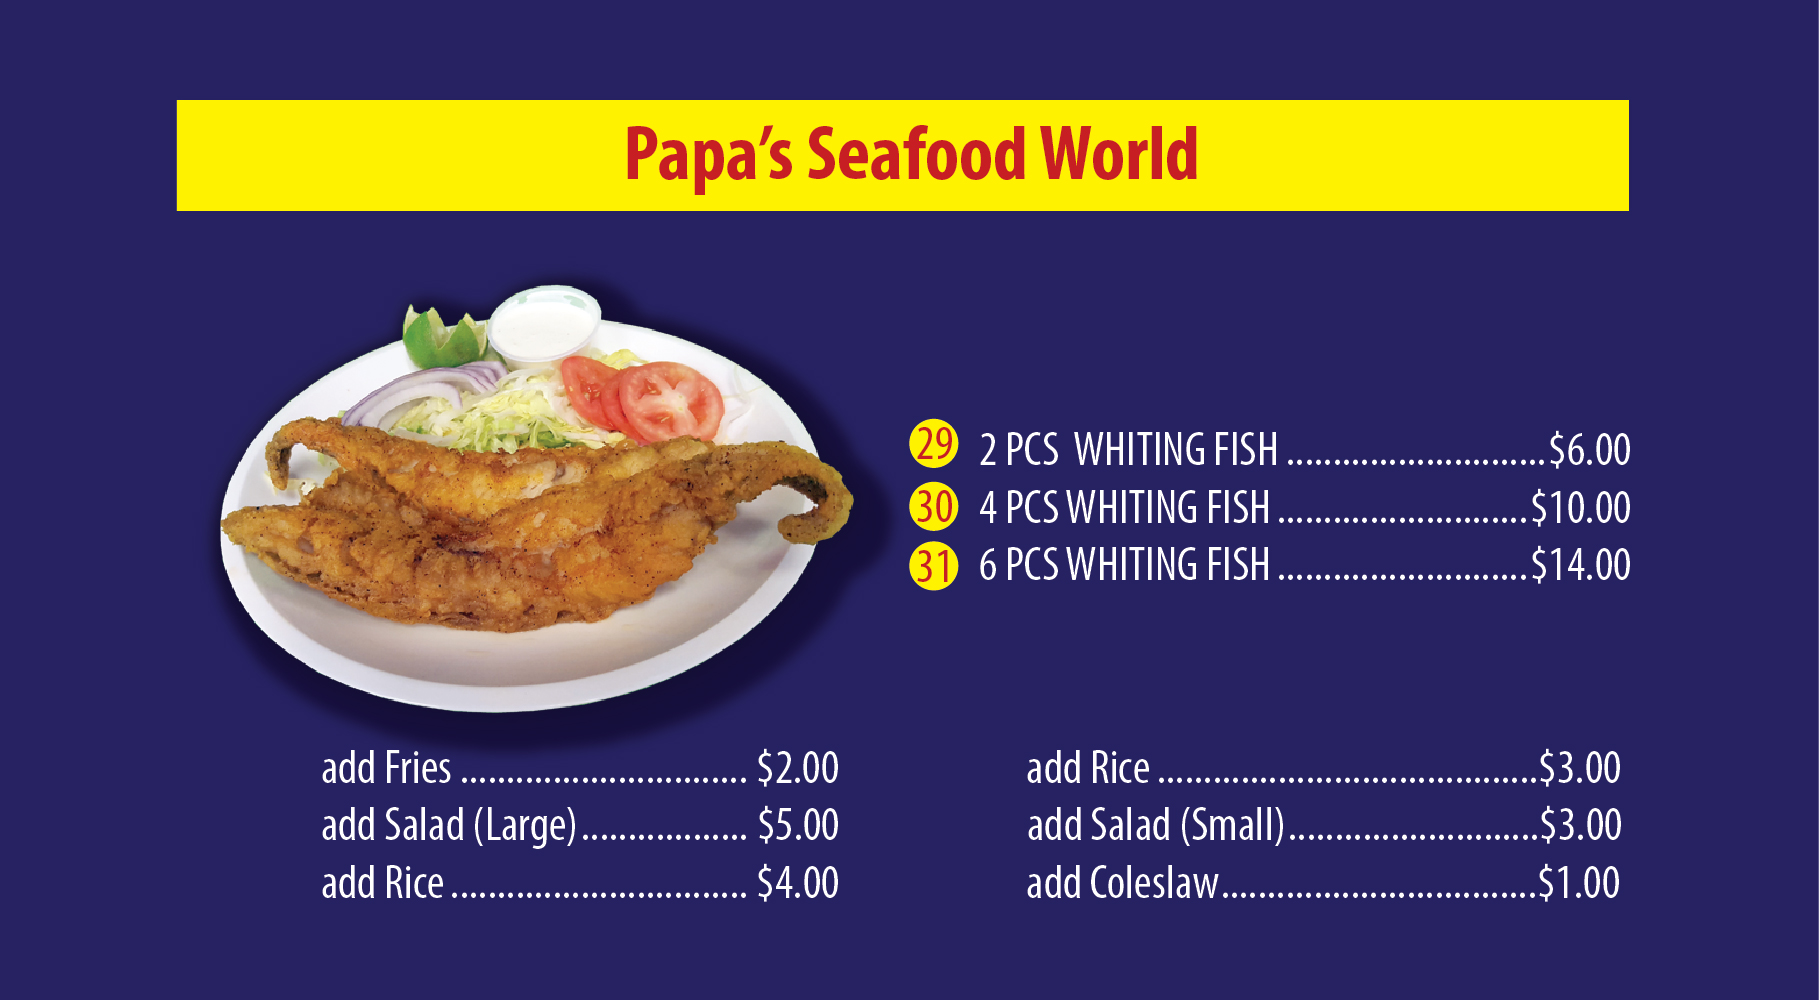 Papa's Seafood World
29 2 PCS WHITING FISH ............................ $6.00
30 4 PCS WHITING FISH ........................... $10.00
31 6 PCS WHITING FISH ........................... $14.00
add Fries ............................... $2.00
add Salad (Large) .................. $5.00
add Rice ................................ $4.00
add Rice ......................................... $3.00
add Salad (Small) ........................... $3.00
add Coleslaw .................................. $1.00